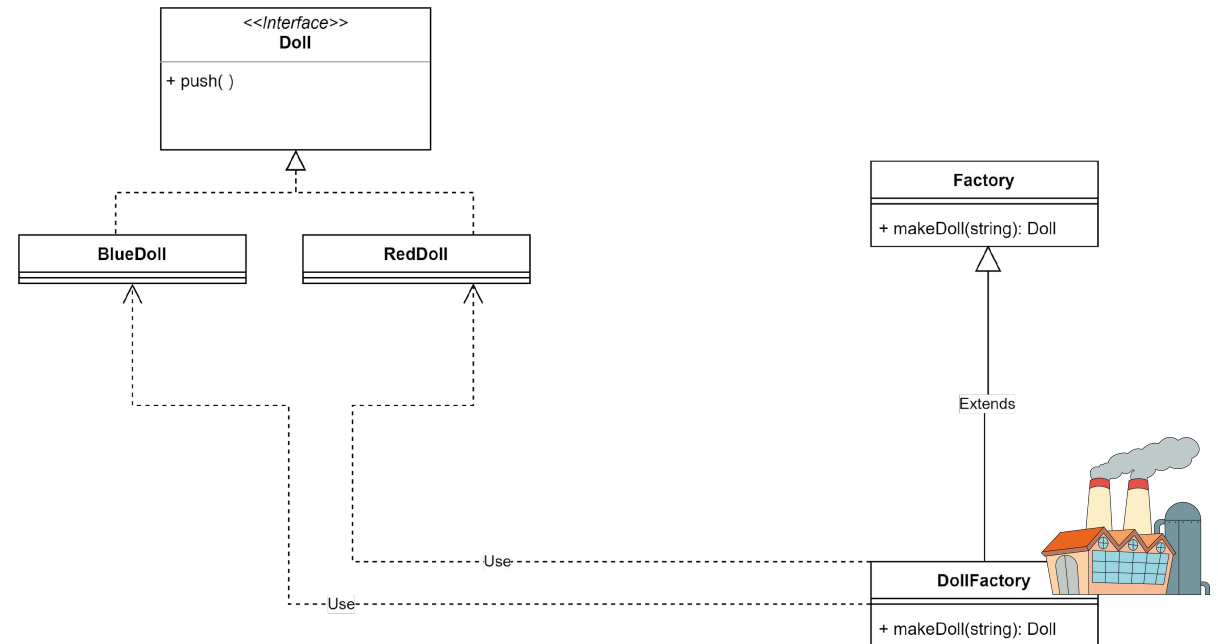 <<Interface>>
Doll
+ push( )
Factory
+ makeDoll(string): Doll
BlueDoll
RedDoll
Extends
Use
DollFactory
Use
+ makeDoll(string): Doll